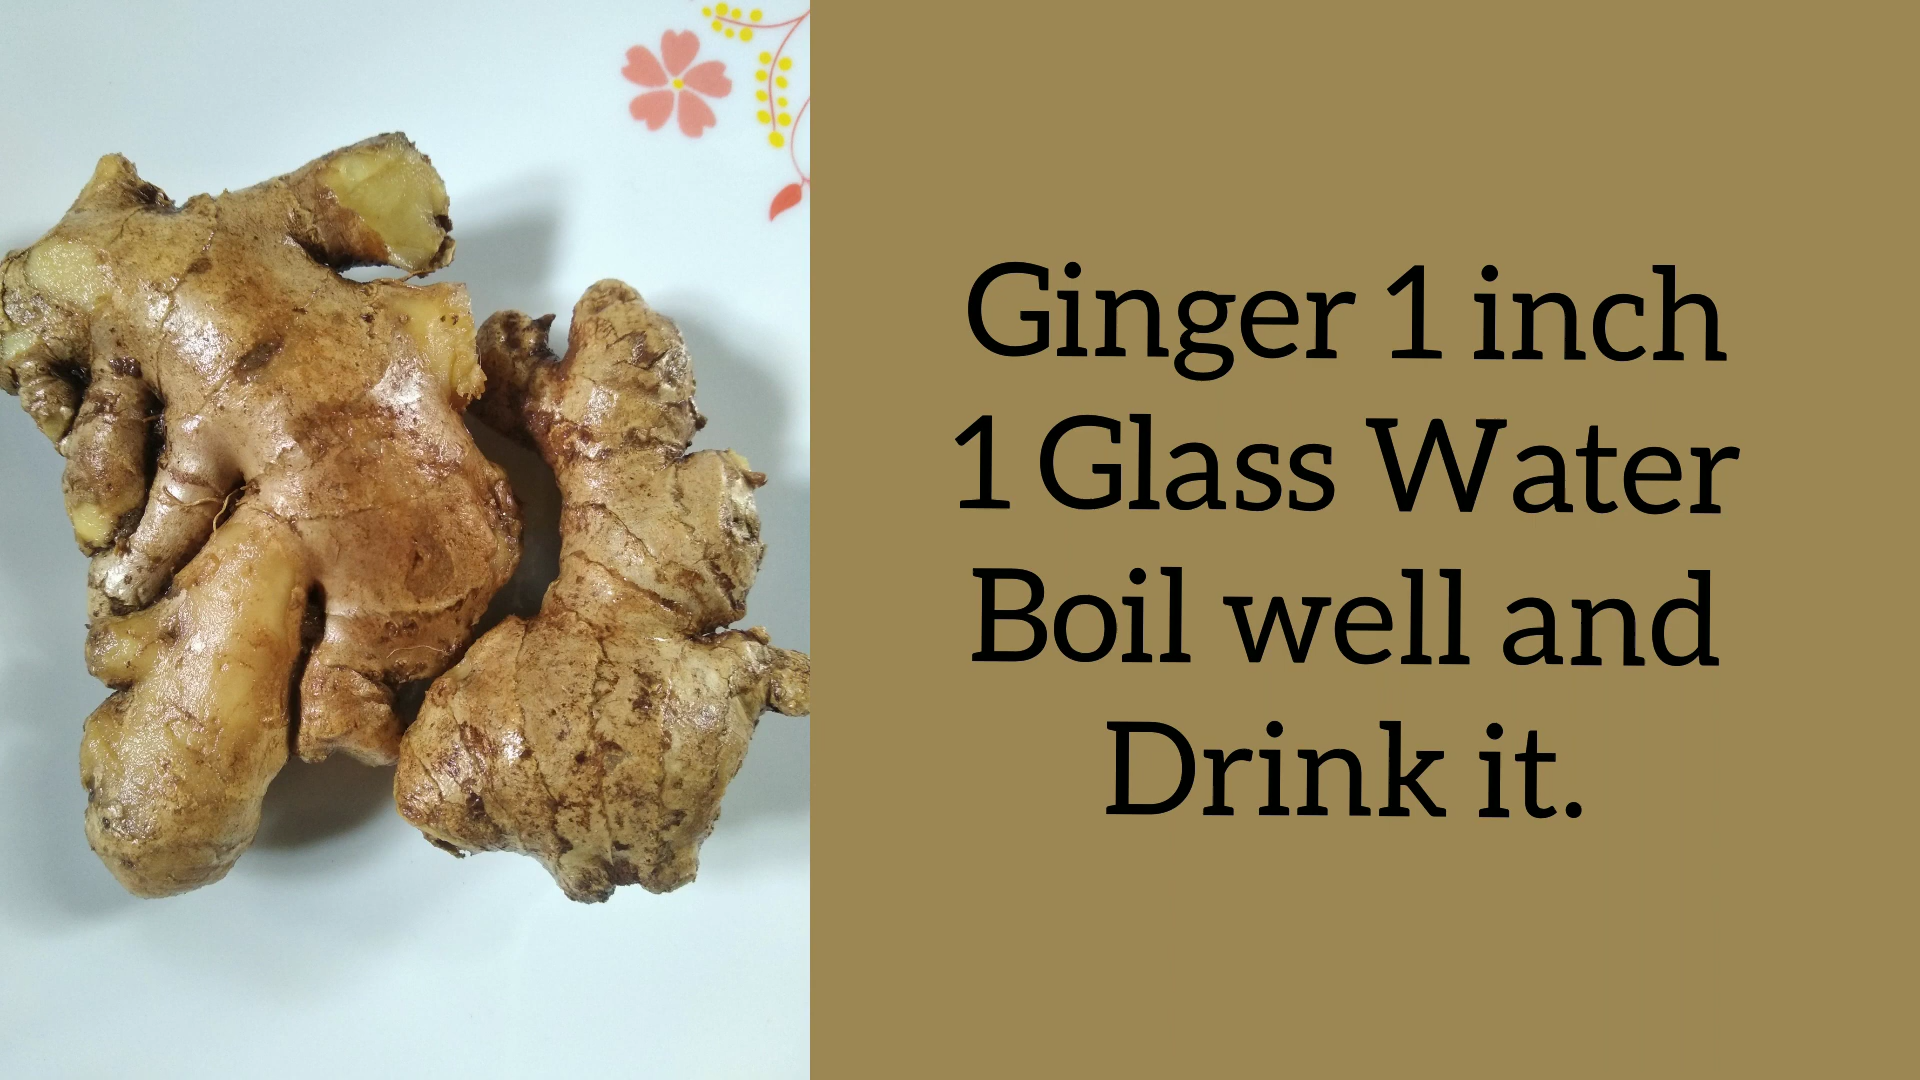 Ginger 1 inch
1 Glass Water
Boil well and
Drink it.